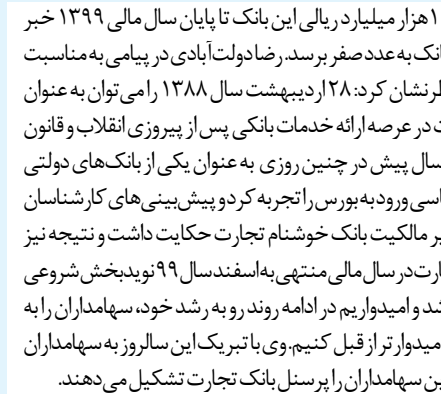 ۱ هزار میلیارد ریالی این بانک تا پایان سال مالی ۱۳۹۹ خبر
بانک به عدد صفر برسد. رضا دولت‌آبادی در پیامی به مناسبت
طرنشان کرد: ۲۸ اردیبهشت سال ۱۳۸۸ را می‌توان به عنوان
در عرصه ارائه خدمات بانکی پس از پیروزی انقلاب و قانون
سال پیش در چنین روزی به عنوان یکی از بانک‌های دولتی
اسی ورود به بورس را تجربه کرد و پیش‌بینی‌های کارشناسان
بر مالکیت بانک خوشنام تجارت حکایت داشت و نتیجه نیز
ارت در سال مالی منتهی به اسفند سال ۹۹ نوید بخش شروعی
شد و امیدواریم در ادامه روند رو به رشد خود، سهامداران را به
میدوارتر از قبل کنیم. وی با تبریک این سالروز به سهامداران
ین سهامداران را پرسنل بانک تجارت تشکیل می‌دهند.